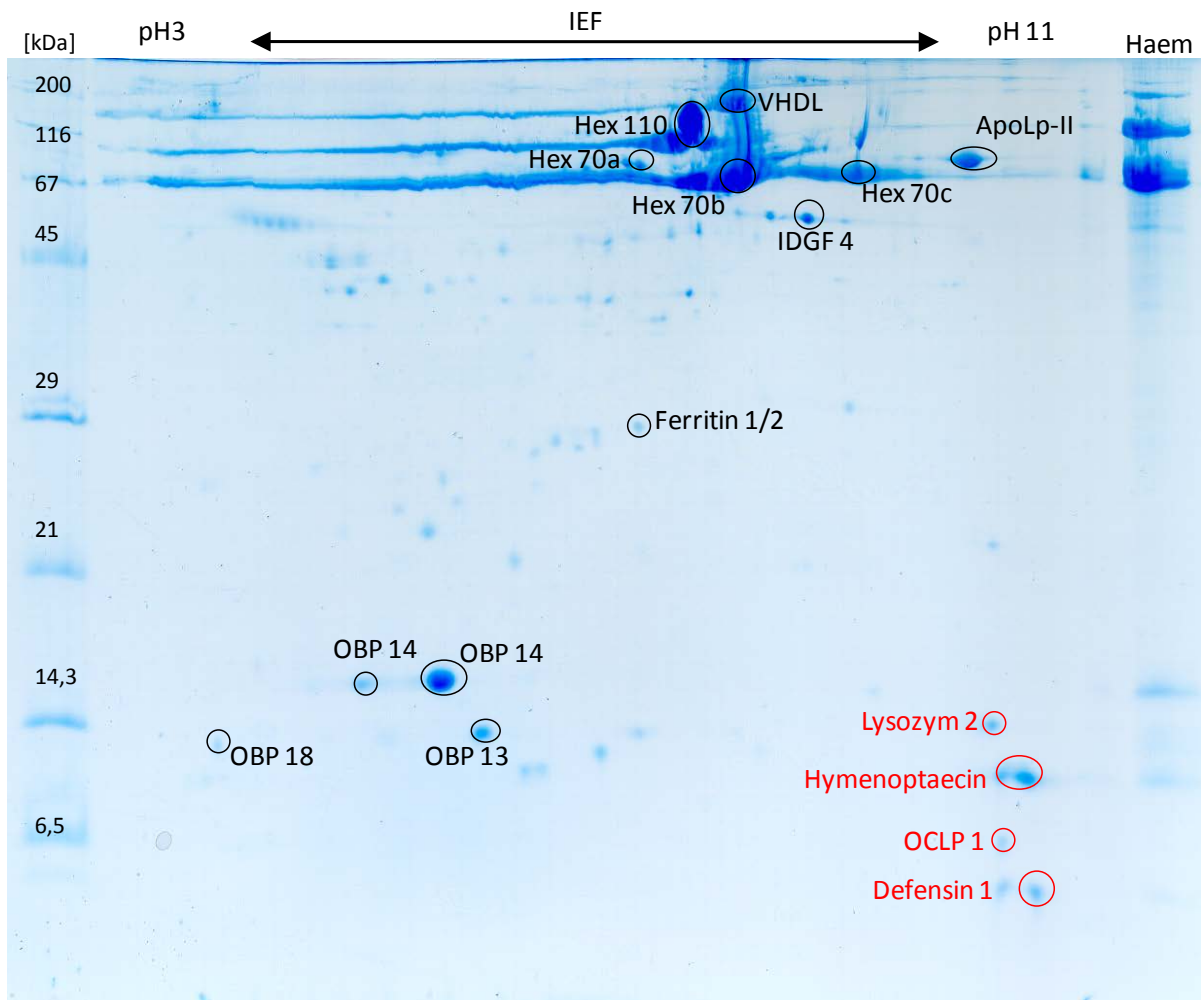 [kDa]
pH3
IEF
pH 11
Haem
200
VHDL
Hex 110
ApoLp-II
116
Hex 70a
67
Hex 70b
Hex 70c
45
IDGF 4
29
Ferritin 1/2
21
OBP 14
OBP 14
14,3
Lysozym 2
OBP 18
OBP 13
Hymenoptaecin
6,5
OCLP 1
Defensin 1